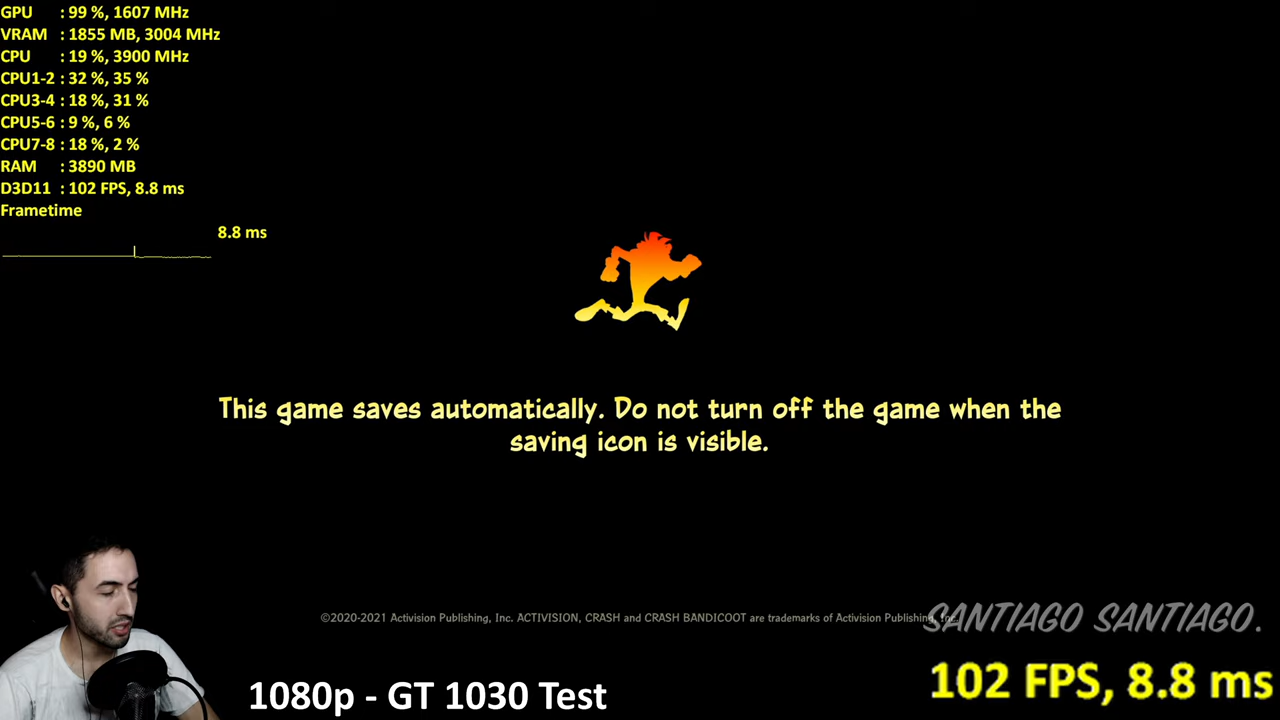 GPU : 99 %, 1607 MHz
VRAM : 1855 MB, 3004 MHz
CPU : 19 %, 3900 MHz
CPU1-2 : 32 %, 35 %
CPU3-4 : 18 %, 31 %
CPU5-6 : 9 %, 6 %
CPU7-8 : 18 %, 2 %
RAM : 3890 MB
D3D11 : 102 FPS, 8.8 ms
Frametime
8.8 ms
This game saves automatically. Do not turn off the game when the
saving icon is visible.
©2020-2021 Activision Publishing, Inc. ACTIVISION, CRASH and CRASH BANDICOOT are trademarks of Activision Publishing, Inc.
SANTIAGO SANTIAGO.
102 FPS, 8.8 ms
1080p - GT 1030 Test